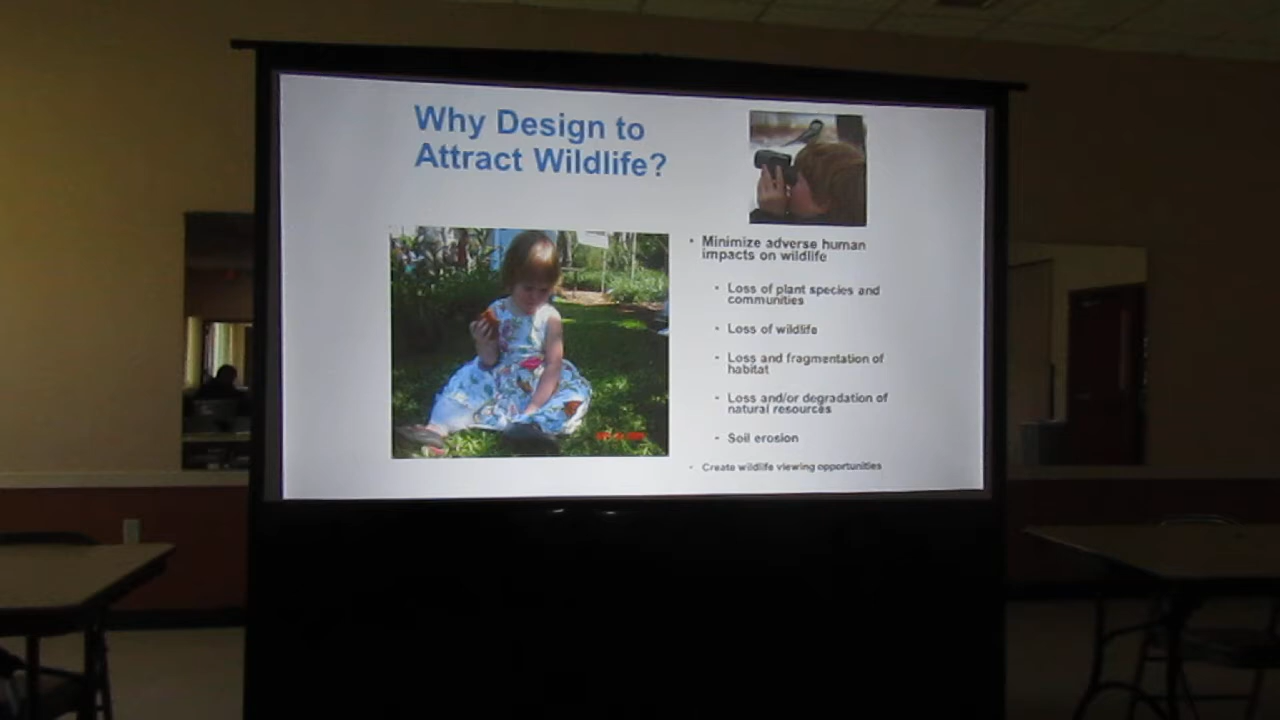 Why Design to
Attract Wildlife?
• Minimize adverse human
impacts on wildlife
• Loss of plant species and
communities
• Loss of wildlife
• Loss and fragmentation of
habitat
• Loss and/or degradation of
natural resources
• Soil erosion
• Create wildlife viewing opportunities